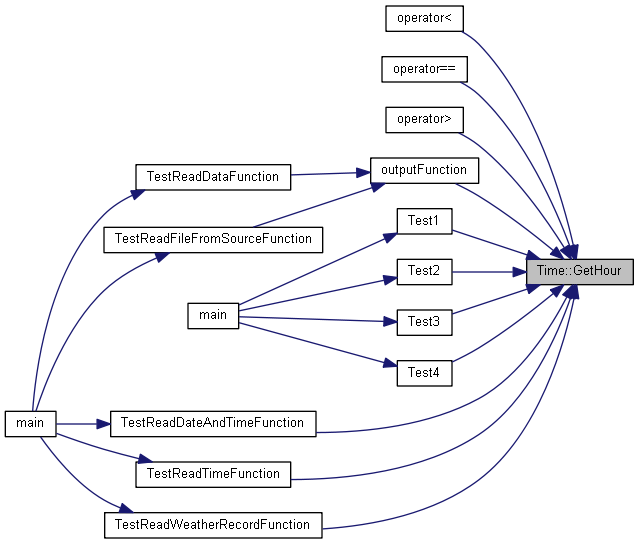 operator<
operator==
operator>
outputFunction
TestReadDataFunction
TestReadFileFromSourceFunction
Test1
Test2
Time::GetHour
main
Test3
Test4
main
TestReadDateAndTimeFunction
TestReadTimeFunction
TestReadWeatherRecordFunction